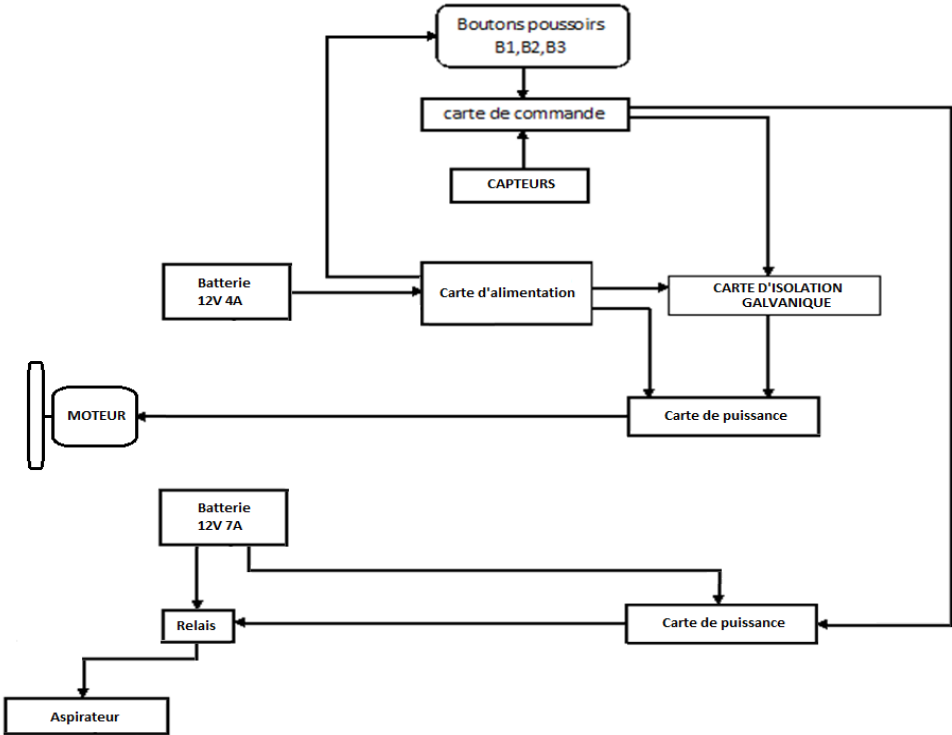 Boutons poussoirs
B1,B2,B3
carte de commande
CAPTEURS
Batterie
12V 4A
Carte d'alimentation
CARTE D'ISOLATION
GALVANIQUE
MOTEUR
Carte de puissance
Batterie
12V 7A
Relais
Carte de puissance
Aspirateur